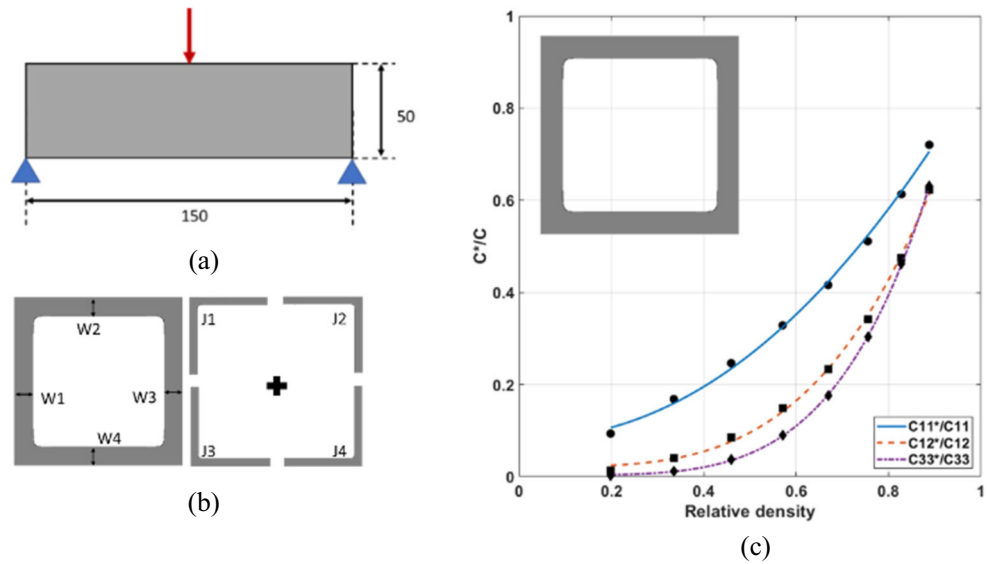 50
150
(a)
W2
W1
W3
W4
J1
J2
J3
J4
(b)
1
0.8
0.6
0.4
0.2
0
C*/C
0
0.2
0.4
0.6
0.8
1
Relative density
C11*/C11
C12*/C12
C33*/C33
(c)